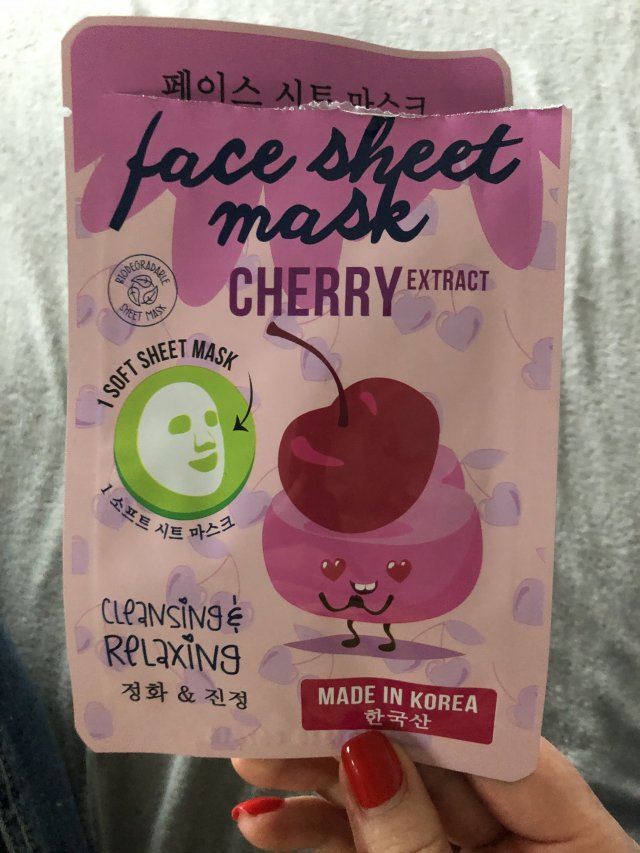 페이스 시트 마스크
face sheet
mask
CHERRY EXTRACT
BIODEGRADABLE
SHEET MASK
1 SOFT SHEET MASK
1 소프트 시트 마스크
CLEANSING &
RELAXING
정화 & 진정
MADE IN KOREA
한국산